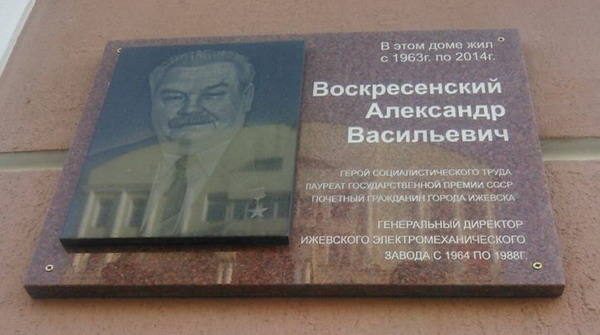 В этом доме жил
с 1963г. по 2014г.
Воскресенский
Александр
Васильевич
ГЕРОЙ СОЦИАЛИСТИЧЕСКОГО ТРУДА
ЛАУРЕАТ ГОСУДАРСТВЕННОЙ ПРЕМИИ СССР
ПОЧЕТНЫЙ ГРАЖДАНИН ГОРОДА ИЖЕВСКА
ГЕНЕРАЛЬНЫЙ ДИРЕКТОР
ИЖЕВСКОГО ЭЛЕКТРОМЕХАНИЧЕСКОГО
ЗАВОДА С 1964 ПО 1988Г.